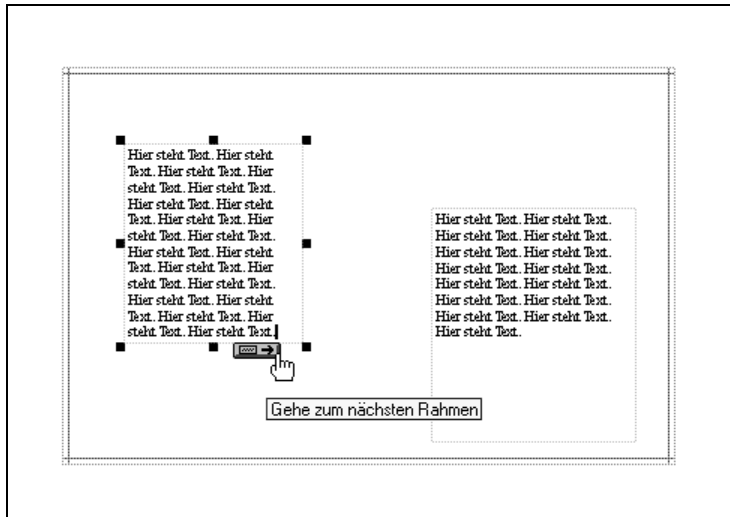 Hier steht Text. Hier steht
Text. Hier steht Text. Hier
steht Text. Hier steht Text.
Hier steht Text. Hier steht
Text. Hier steht Text. Hier
steht Text. Hier steht Text.
Hier steht Text. Hier steht
Text. Hier steht Text. Hier
steht Text. Hier steht Text.
Hier steht Text. Hier steht
Text. Hier steht Text. Hier
steht Text. Hier steht Text.
Hier steht Text. Hier steht Text.
Hier steht Text. Hier steht Text.
Hier steht Text. Hier steht Text.
Hier steht Text. Hier steht Text.
Hier steht Text. Hier steht Text.
Hier steht Text. Hier steht Text.
Hier steht Text. Hier steht Text.
Hier steht Text.
Gehe zum nächsten Rahmen